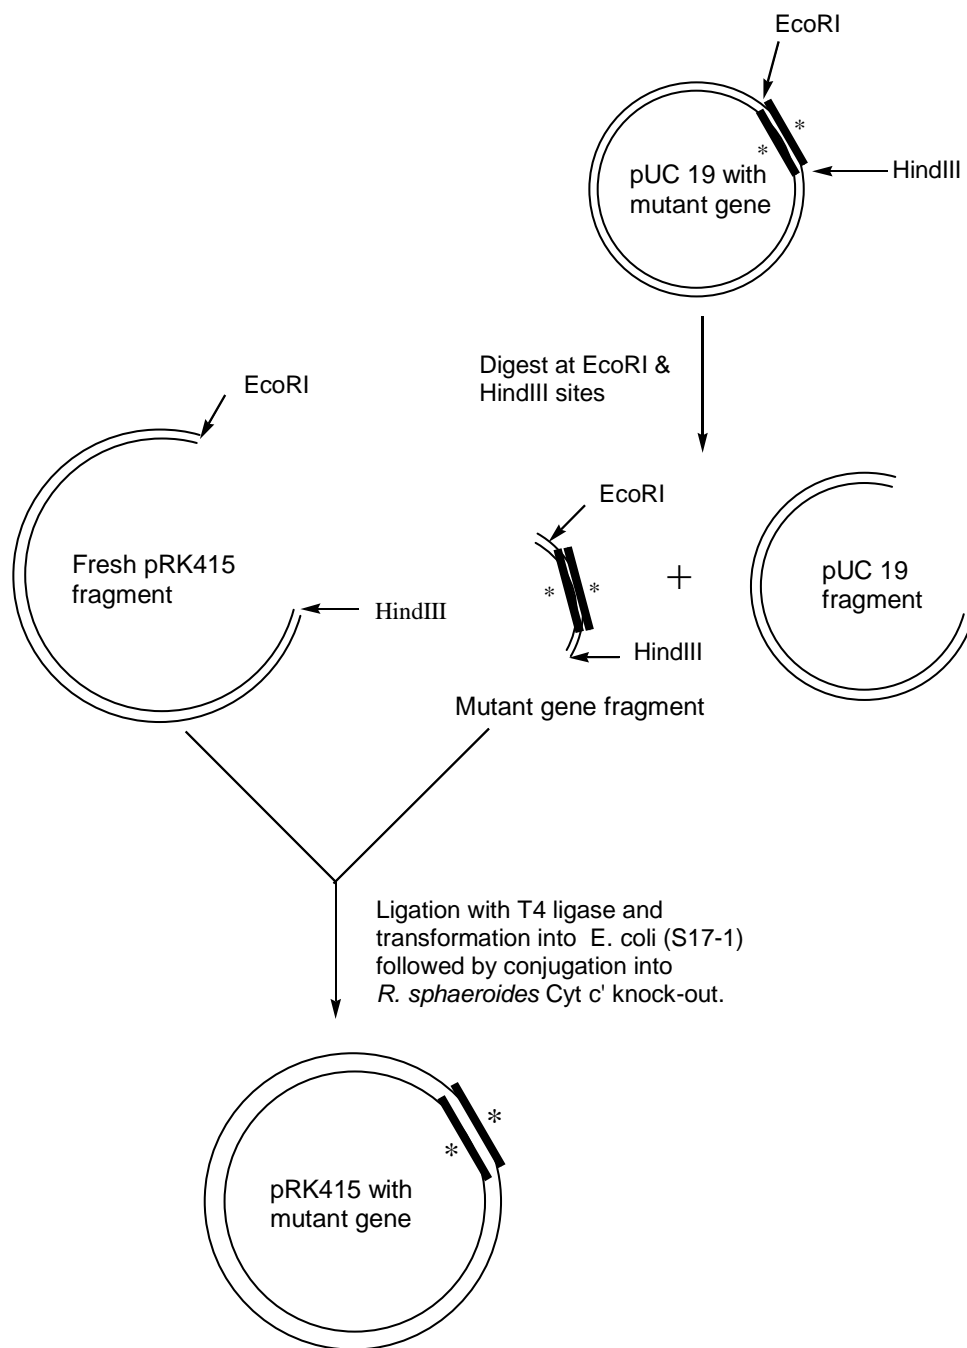 EcoRI
*
*
pUC 19 with
mutant gene
HindIII
Digest at EcoRI &
HindIII sites
EcoRI
Fresh pRK415
fragment
HindIII
EcoRI
*
*
HindIII
Mutant gene fragment
+
pUC 19
fragment
Ligation with T4 ligase and
transformation into E. coli (S17-1)
followed by conjugation into
R. sphaeroides Cyt c' knock-out.
*
*
pRK415 with
mutant gene